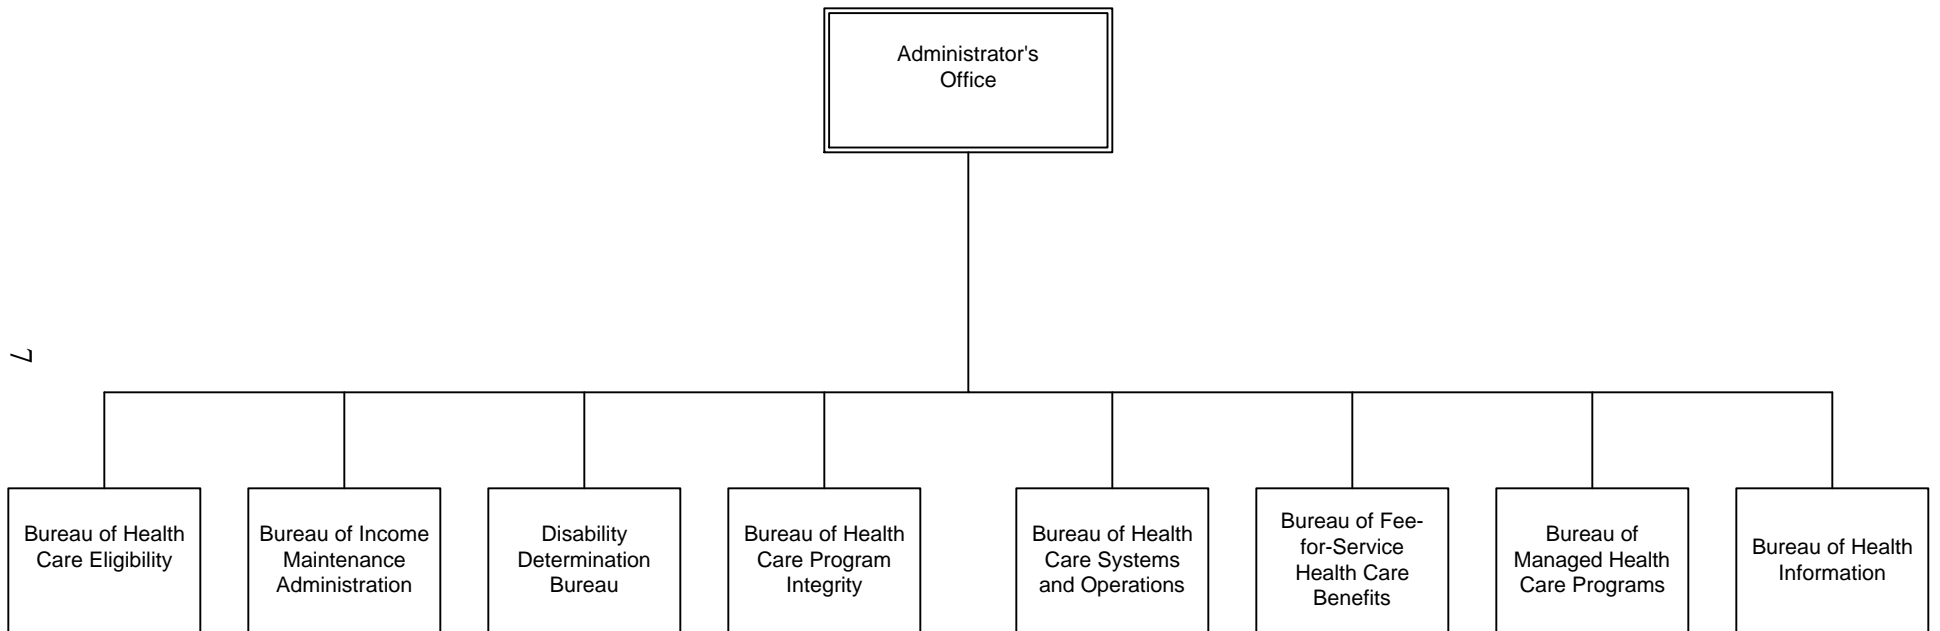 Administrator's
Office
7
Bureau of Health
Care Eligibility
Bureau of Income
Maintenance
Administration
Disability
Determination
Bureau
Bureau of Health
Care Program
Integrity
Bureau of Health
Care Systems
and Operations
Bureau of Fee-
for-Service
Health Care
Benefits
Bureau of
Managed Health
Care Programs
Bureau of Health
Information